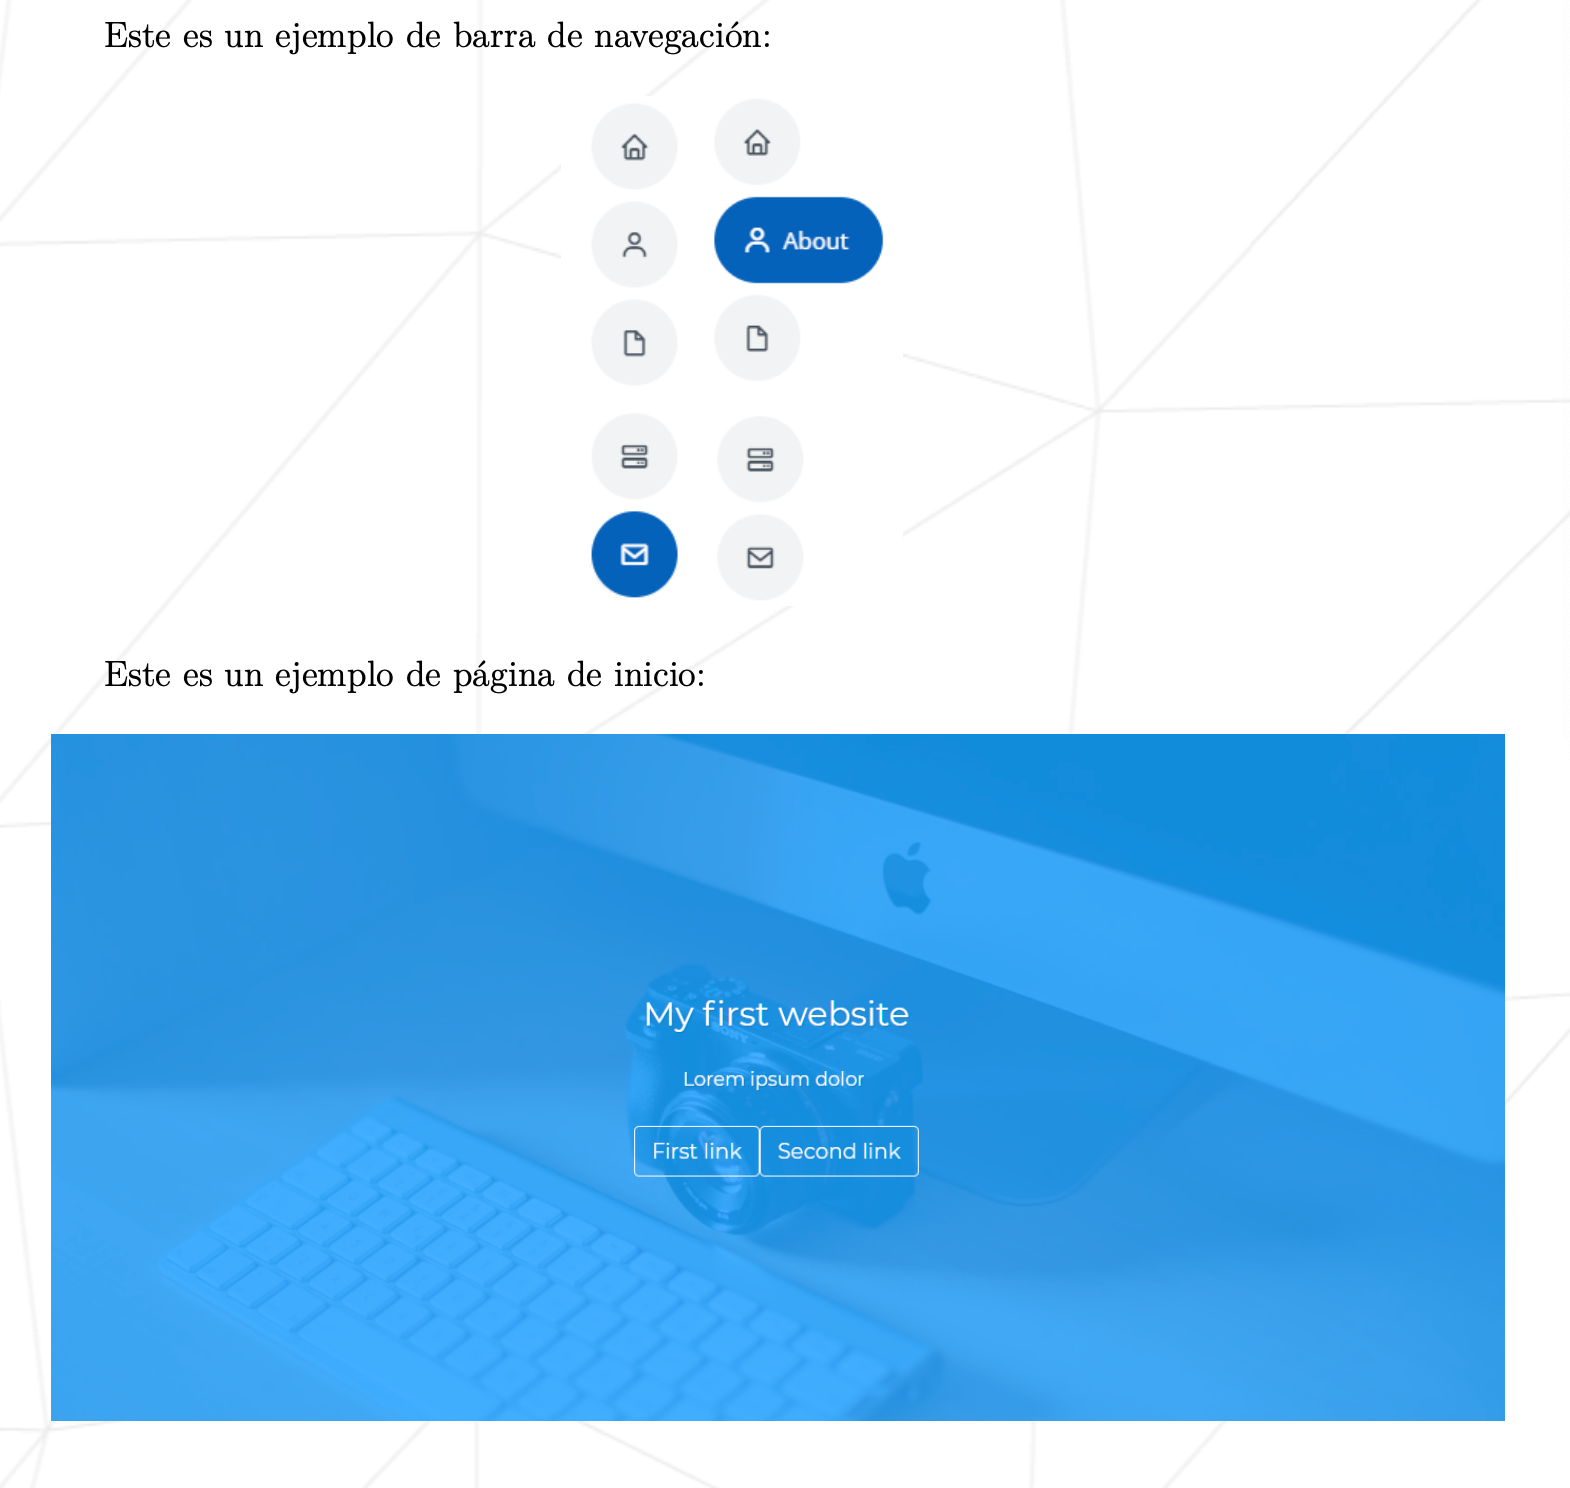 Este es un ejemplo de barra de navegación:
About
Este es un ejemplo de página de inicio:
My first website
Lorem ipsum dolor
First link Second link